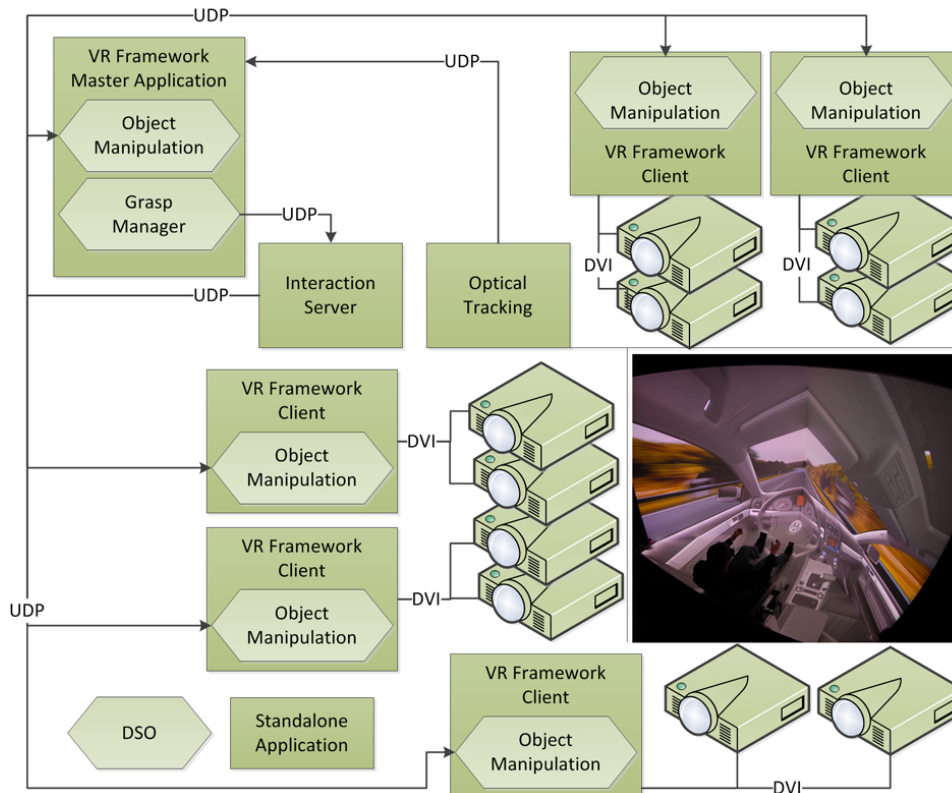 UDP
VR Framework
Master Application
Object
Manipulation
Grasp
Manager
UDP
UDP
Object
Manipulation
VR Framework
Client
Object
Manipulation
VR Framework
Client
DVI
DVI
Interaction
Server
Optical
Tracking
UDP
VR Framework
Client
Object
Manipulation
DVI
VR Framework
Client
Object
Manipulation
DVI
UDP
VR Framework
Client
Object
Manipulation
DVI
DSO
Standalone
Application